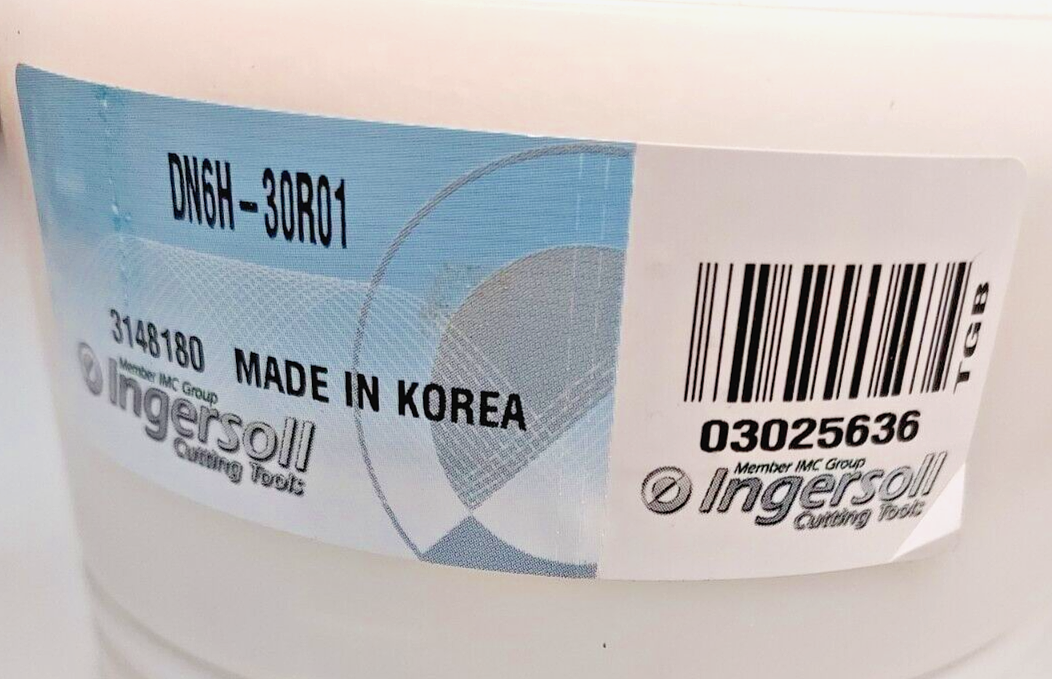 DN6H-30R01
3148180 MADE IN KOREA
Member IMC Group
Ingersoll
Cutting Tools
TGB
03025636
Member IMC Group
Ingersoll
Cutting Tools